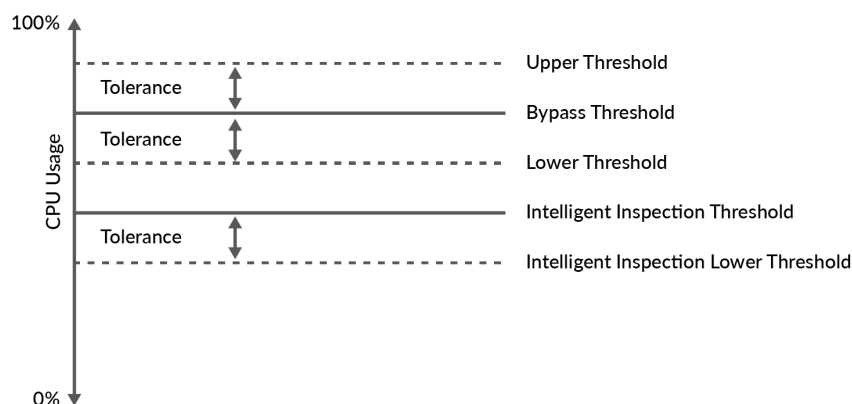 100%
Upper Threshold
Tolerance
Bypass Threshold
Tolerance
Lower Threshold
CPU Usage
Intelligent Inspection Threshold
Tolerance
Intelligent Inspection Lower Threshold
0%